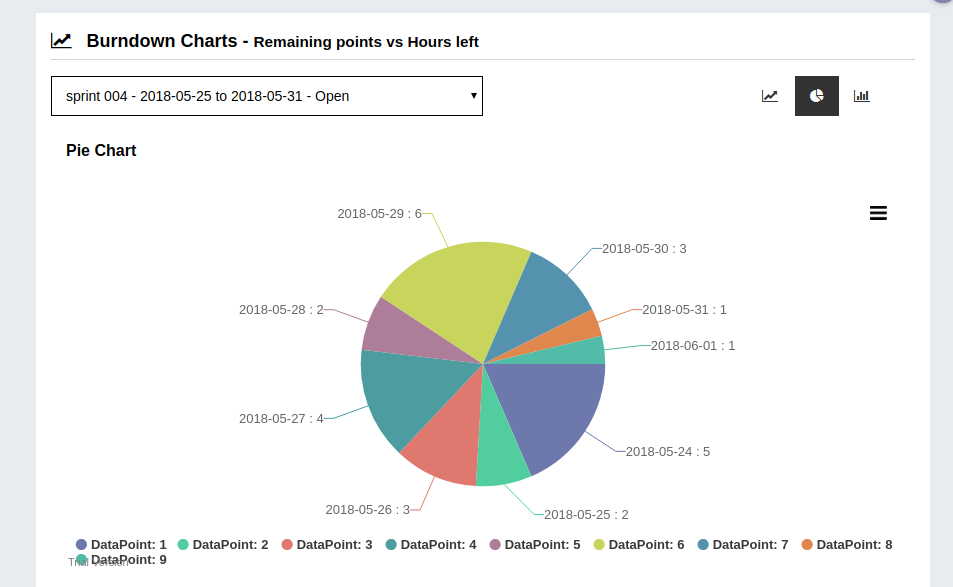 Burndown Charts - Remaining points vs Hours left
sprint 004 - 2018-05-25 to 2018-05-31 - Open
Pie Chart
2018-05-29 : 6
2018-05-30 : 3
2018-05-28 : 2
2018-05-31 : 1
2018-06-01 : 1
2018-05-27 : 4
2018-05-24 : 5
2018-05-26 : 3
2018-05-25 : 2
DataPoint: 1 DataPoint: 2 DataPoint: 3 DataPoint: 4 DataPoint: 5 DataPoint: 6 DataPoint: 7 DataPoint: 8
DataPoint: 9
Trial Version